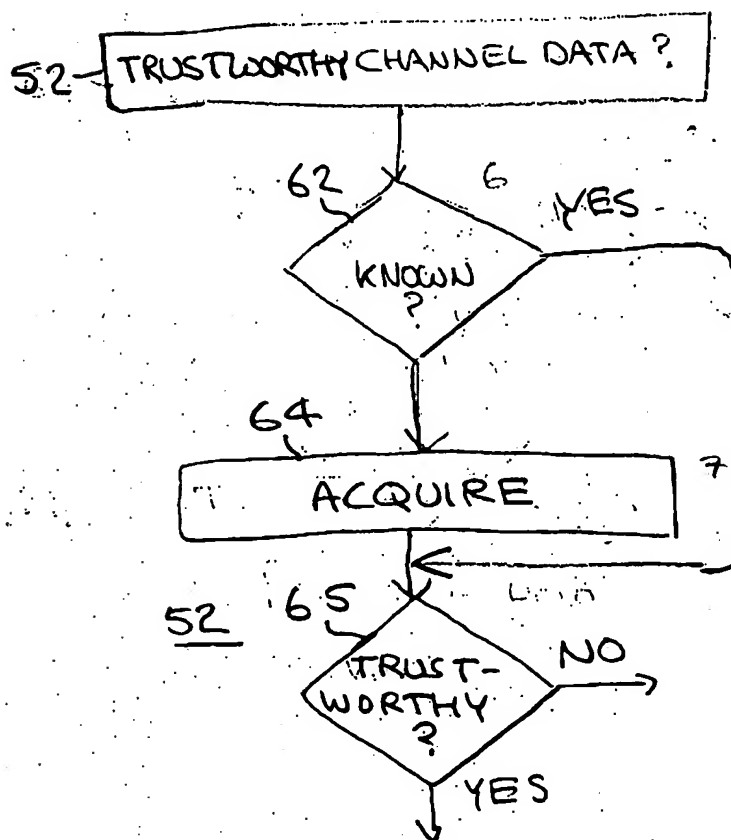 52
TRUSTWORTHY CHANNEL DATA ?
62
6
YES
KNOWN
?
64
7
ACQUIRE
65
52
TRUST-
WORTHY
?
NO
YES